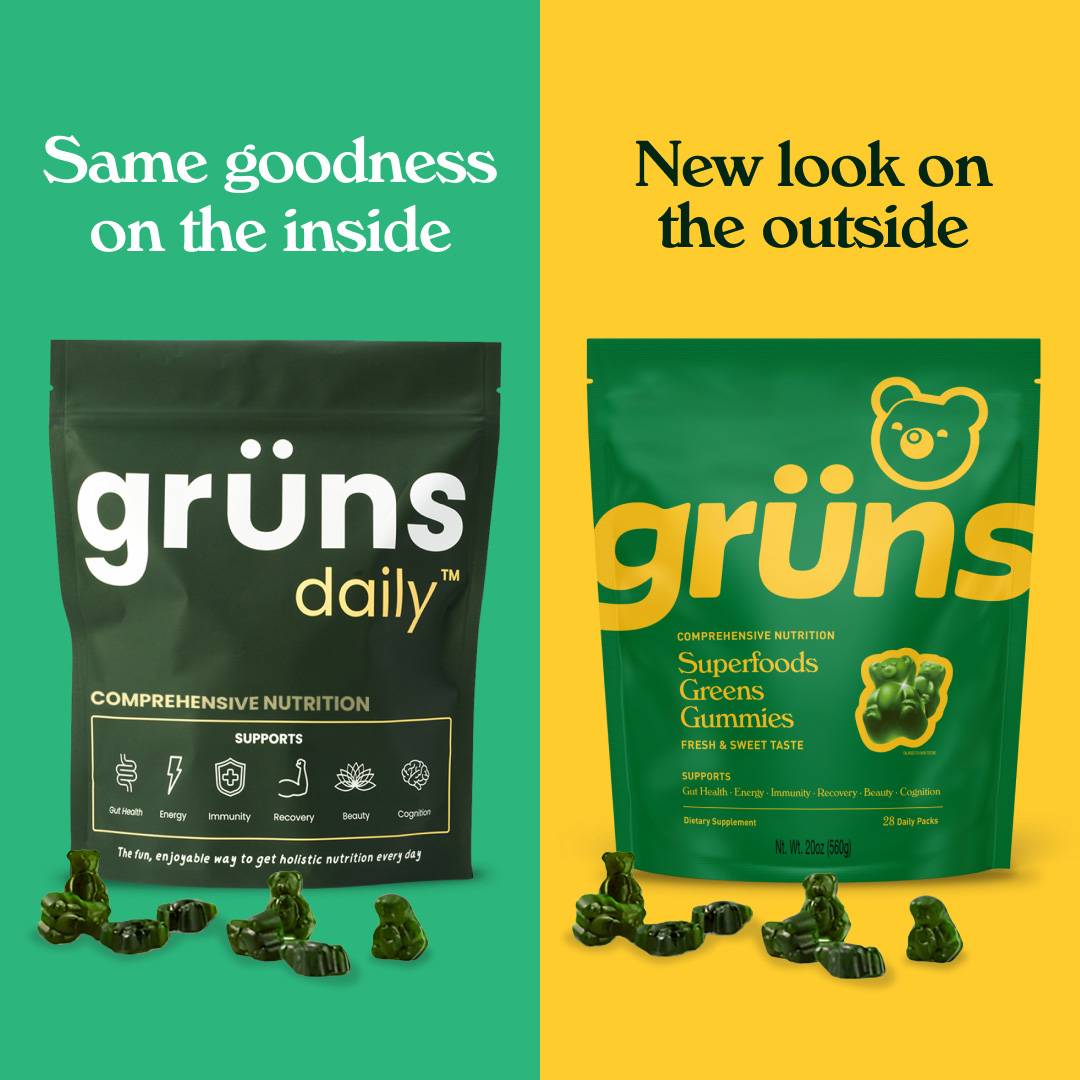 Same goodness
on the inside
grüns
daily™
COMPREHENSIVE NUTRITION
SUPPORTS
Gut Health Energy Immunity Recovery Beauty Cognition
The fun, enjoyable way to get holistic nutrition every day
New look on
the outside
grüns
COMPREHENSIVE NUTRITION
Superfoods
Greens
Gummies
FRESH & SWEET TASTE
SUPPORTS
Gut Health · Energy · Immunity · Recovery · Beauty · Cognition
Dietary Supplement 28 Daily Packs
Nt. Wt. 20oz (560g)